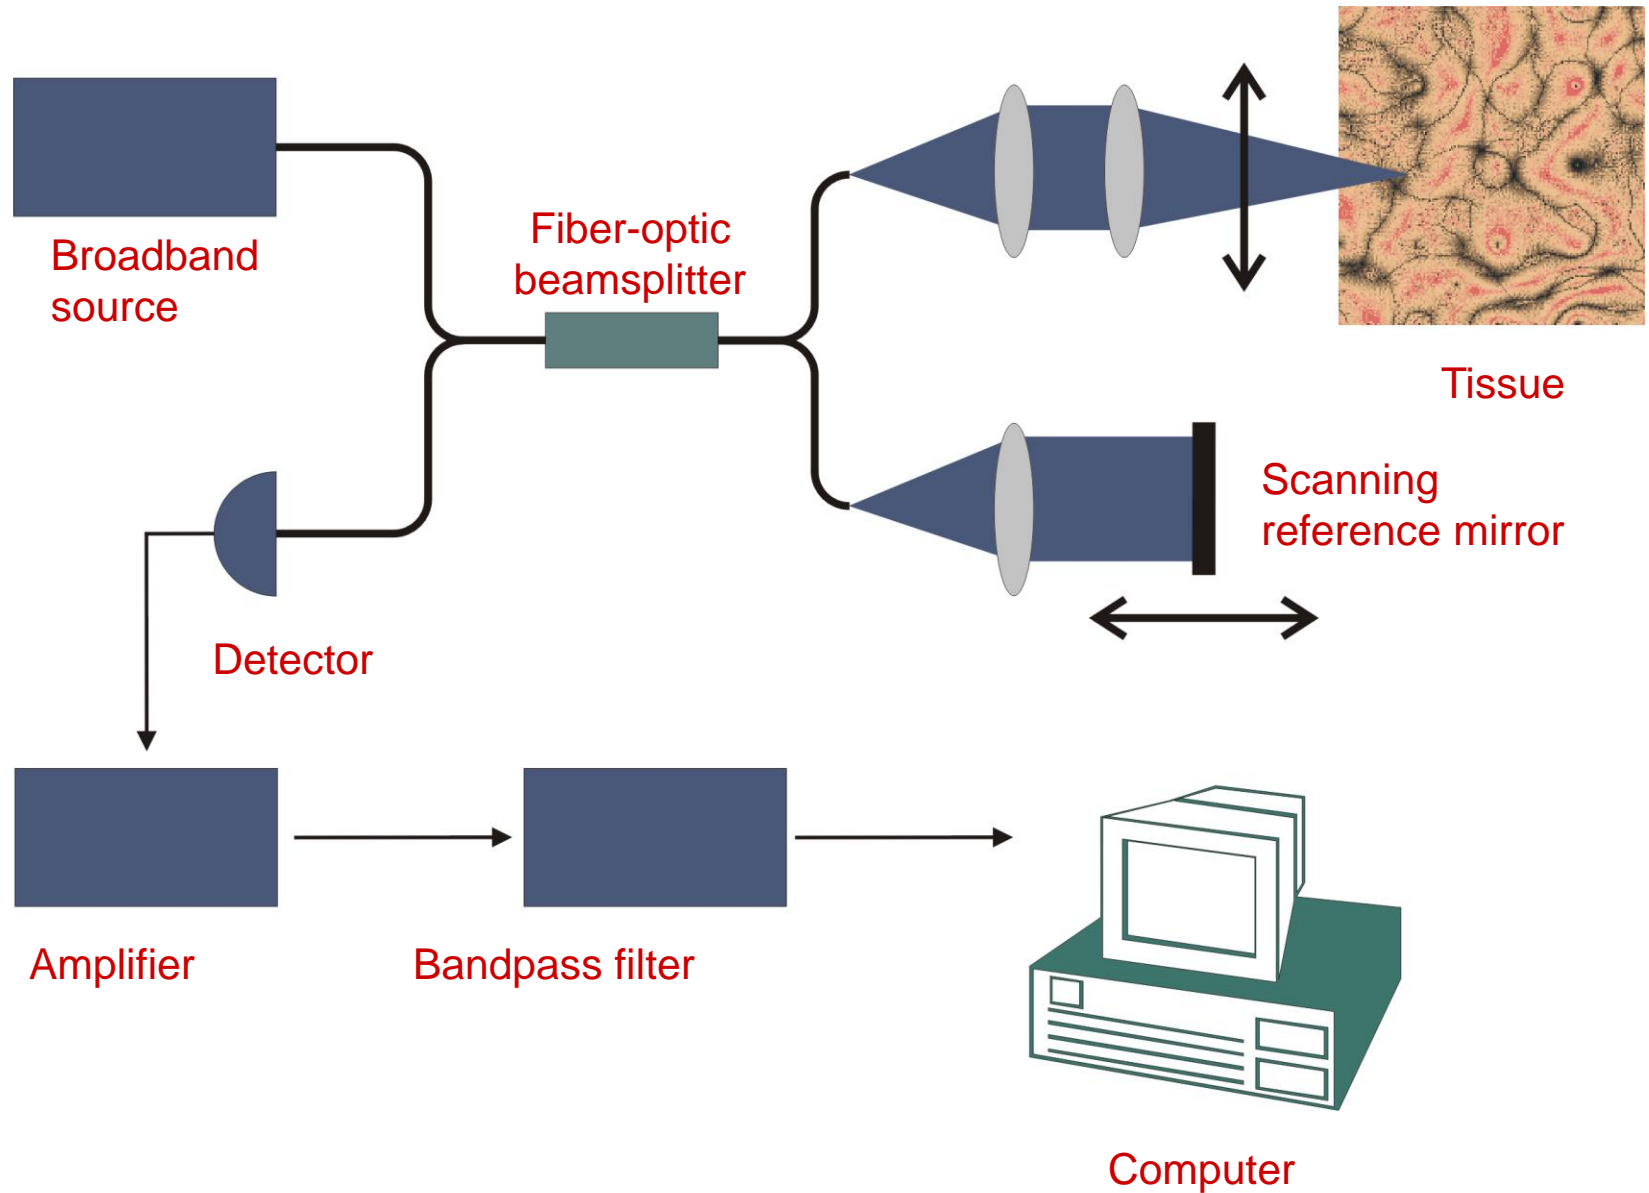 Broadband
source
Fiber-optic
beamsplitter
Tissue
Scanning
reference mirror
Detector
Amplifier
Bandpass filter
Computer